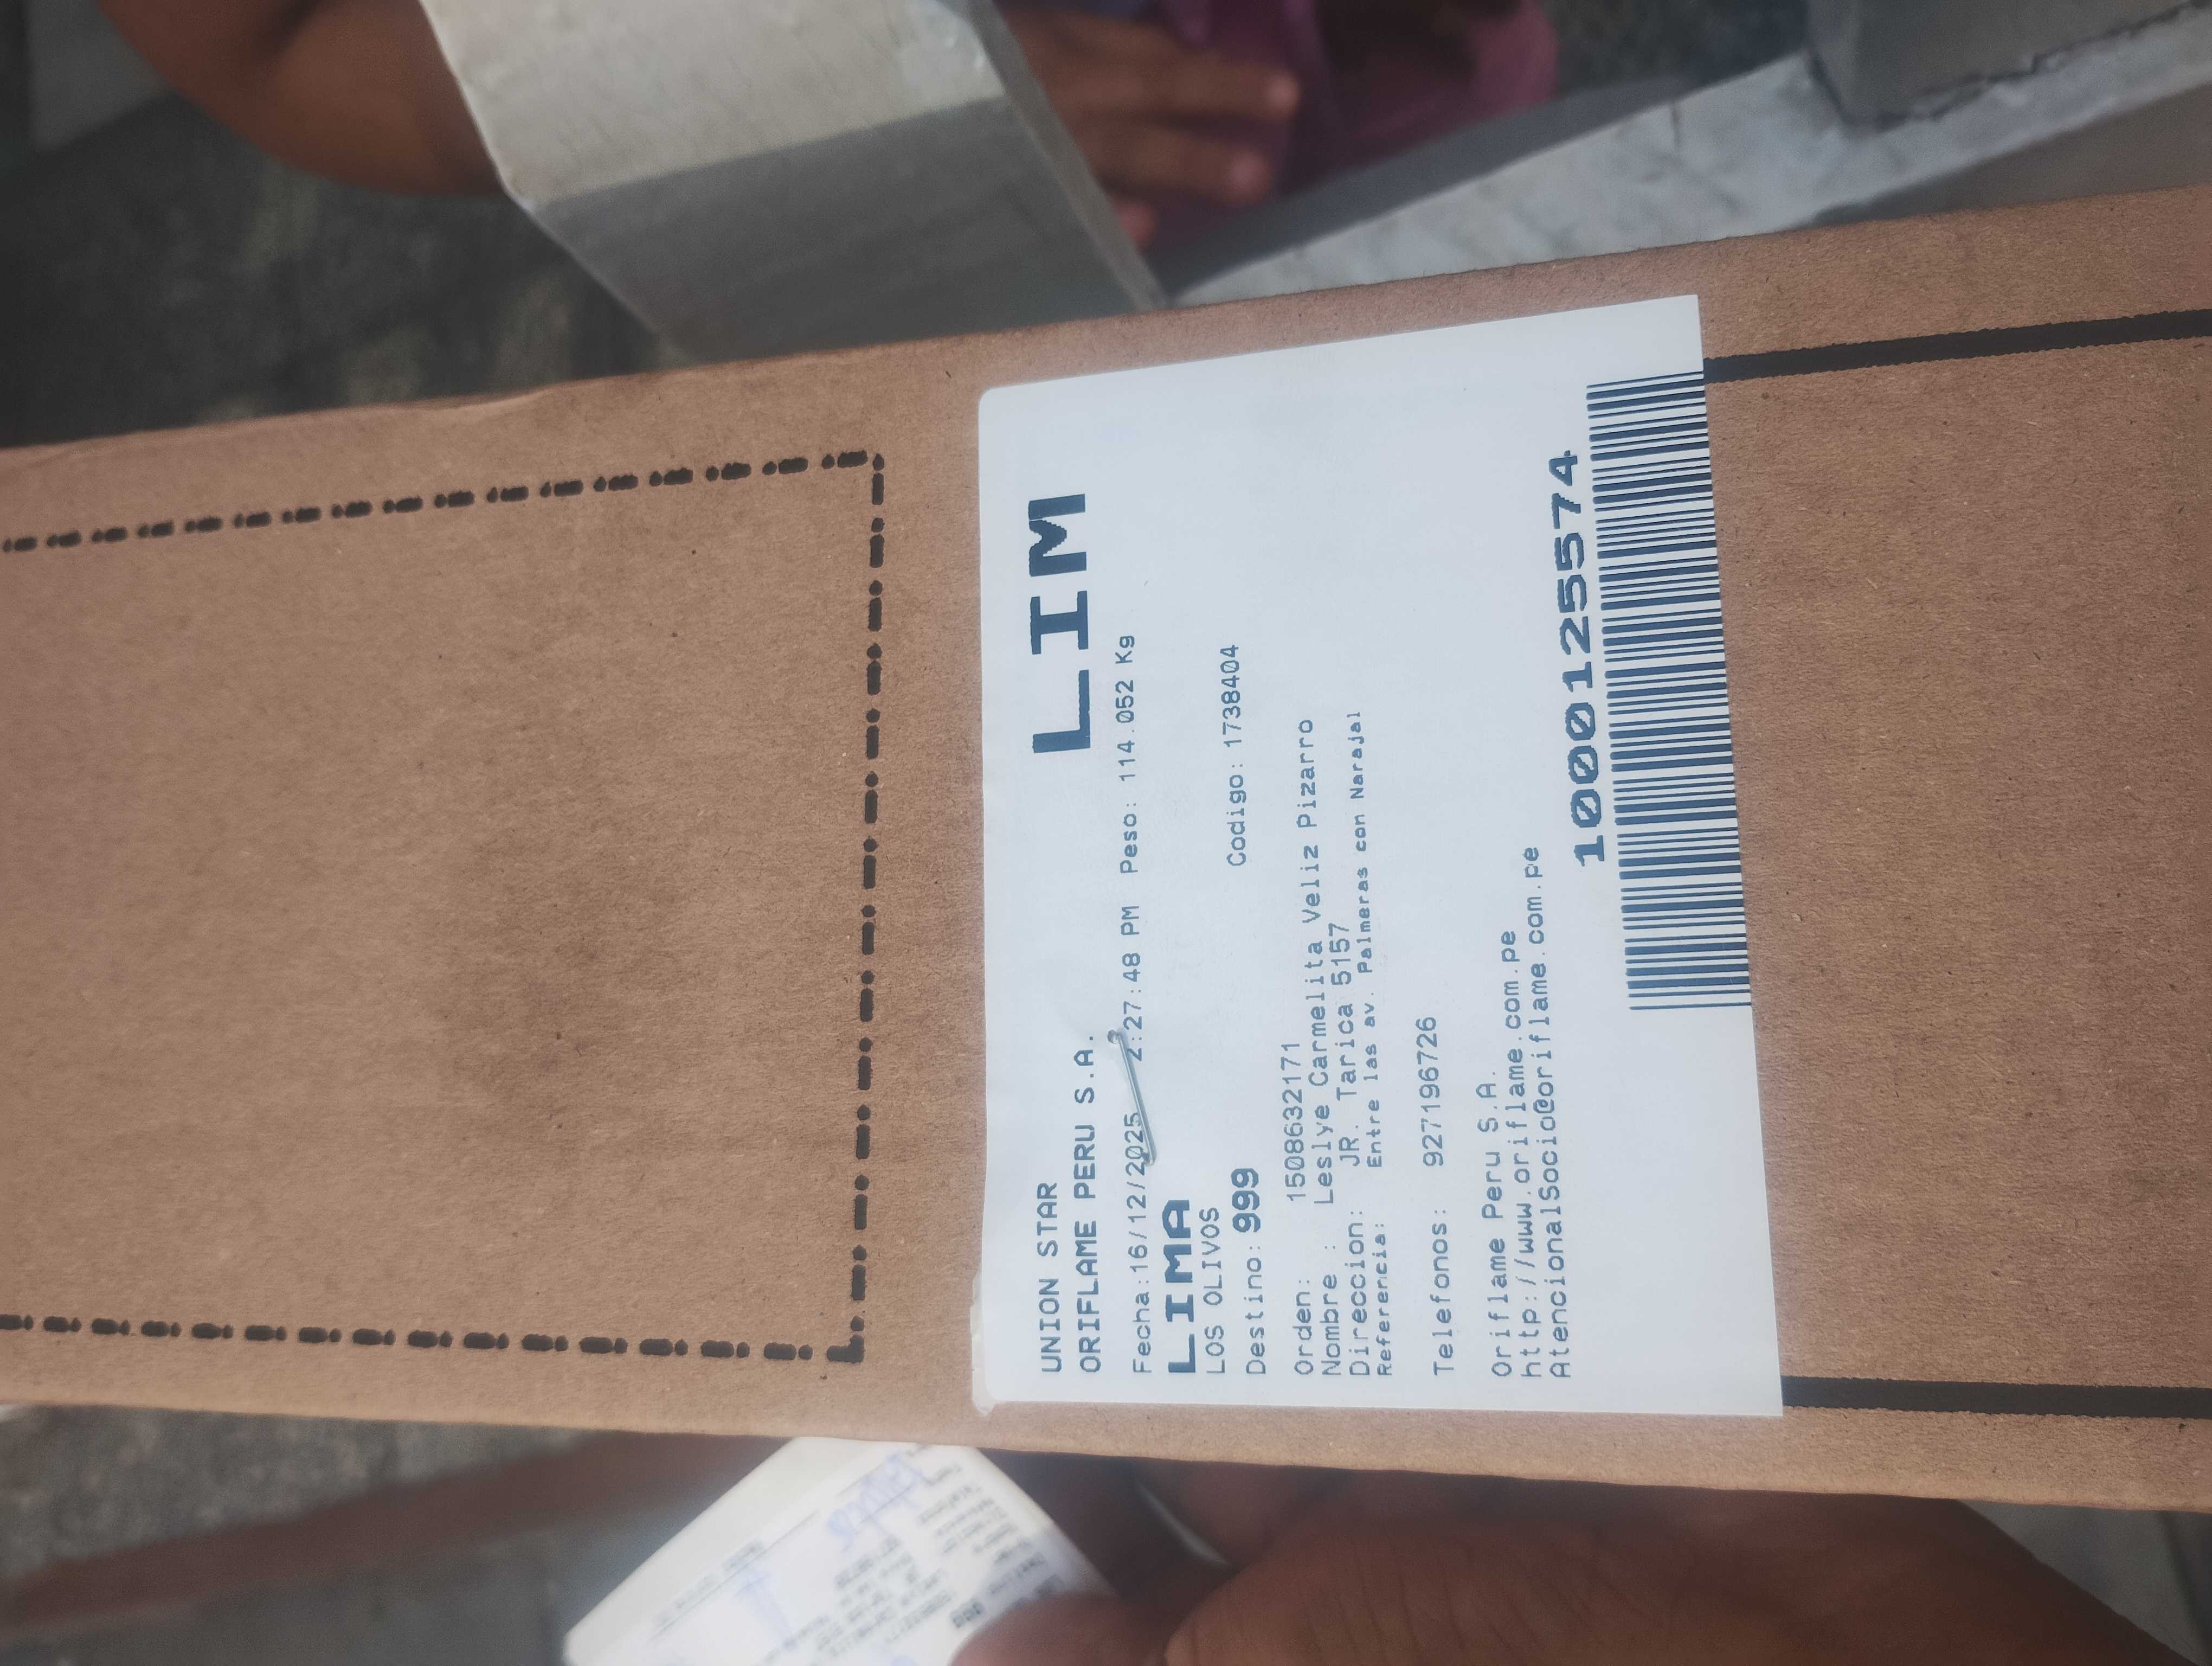 UNION STAR
LIM
ORIFLAME PERU S.A.
Fecha:16/12/2025 2:27:48 PM Peso: 114.052 Kg
LIMA
LOS OLIVOS
Destino: 999 Codigo: 1738404
Orden: 1508632171
Nombre : Leslye Carmelita Veliz Pizarro
Direccion: JR. Tarica 5157
Referencia: Entre las av. Palmeras con Narajal
Telefonos: 927196726
Oriflame Peru S.A.
http://www.oriflame.com.pe
AtencionalSocio@oriflame.com.pe
1000125574